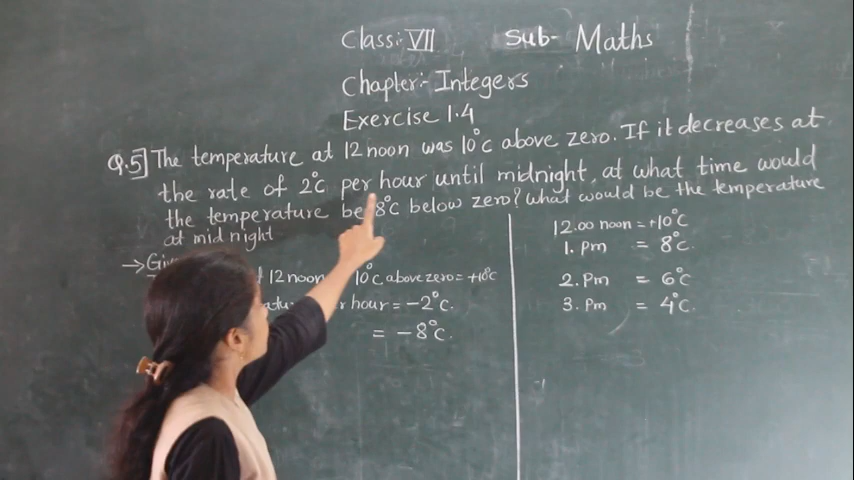 Class:- VII Sub- Maths
Chapter:- Integers
Exercise 1.4
Q.5] The temperature at 12 noon was 10°c above zero. If it decreases at
the rate of 2°c per hour until midnight, at what time would
the temperature be 8°c below zero? What would be the temperature
at mid night
12 noon 10°c above zero = +10°c
hour = -2°c.
= -8°c.
12.00 noon = +10°c
1. Pm = 8°c.
2. Pm = 6°c
3. Pm = 4°c.